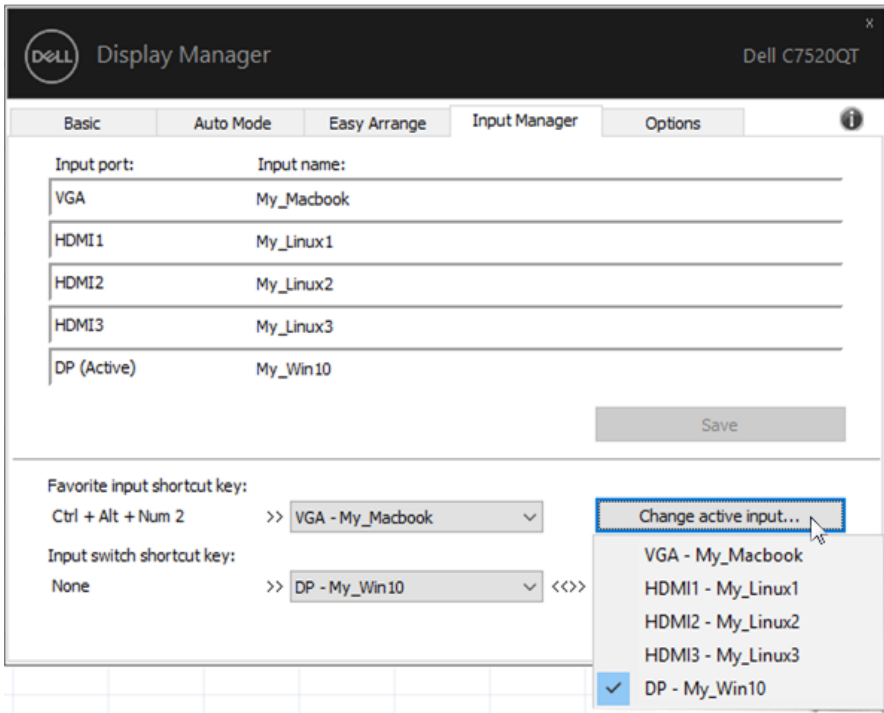 x
DELL Display Manager Dell C7520QT
Basic Auto Mode Easy Arrange Input Manager Options
Input port: Input name:
VGA My_Macbook
HDMI1 My_Linux1
HDMI2 My_Linux2
HDMI3 My_Linux3
DP (Active) My_Win10
Save
Favorite input shortcut key:
Ctrl + Alt + Num 2 >> VGA - My_Macbook Change active input...
Input switch shortcut key:
None >> DP - My_Win10 <<>>
VGA - My_Macbook
HDMI1 - My_Linux1
HDMI2 - My_Linux2
HDMI3 - My_Linux3
DP - My_Win10